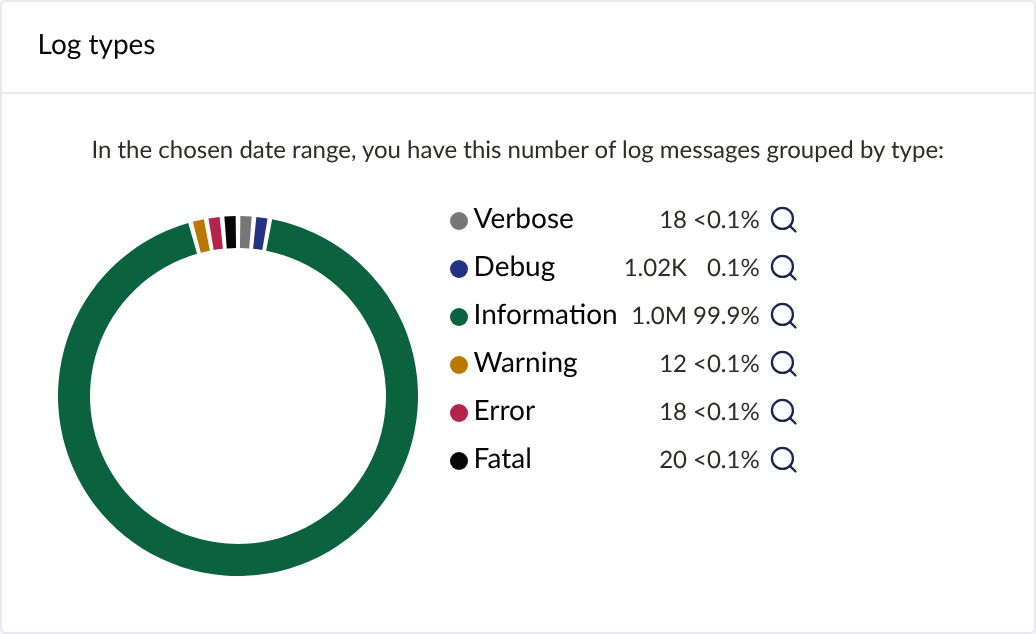 Log types
In the chosen date range, you have this number of log messages grouped by type:
Verbose 18 <0.1%
Debug 1.02K 0.1%
Information 1.0M 99.9%
Warning 12 <0.1%
Error 18 <0.1%
Fatal 20 <0.1%